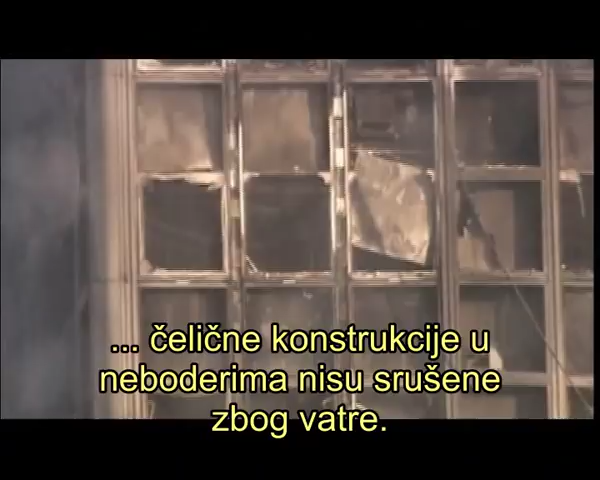 ... čelične konstrukcije u
neboderima nisu srušene
zbog vatre.